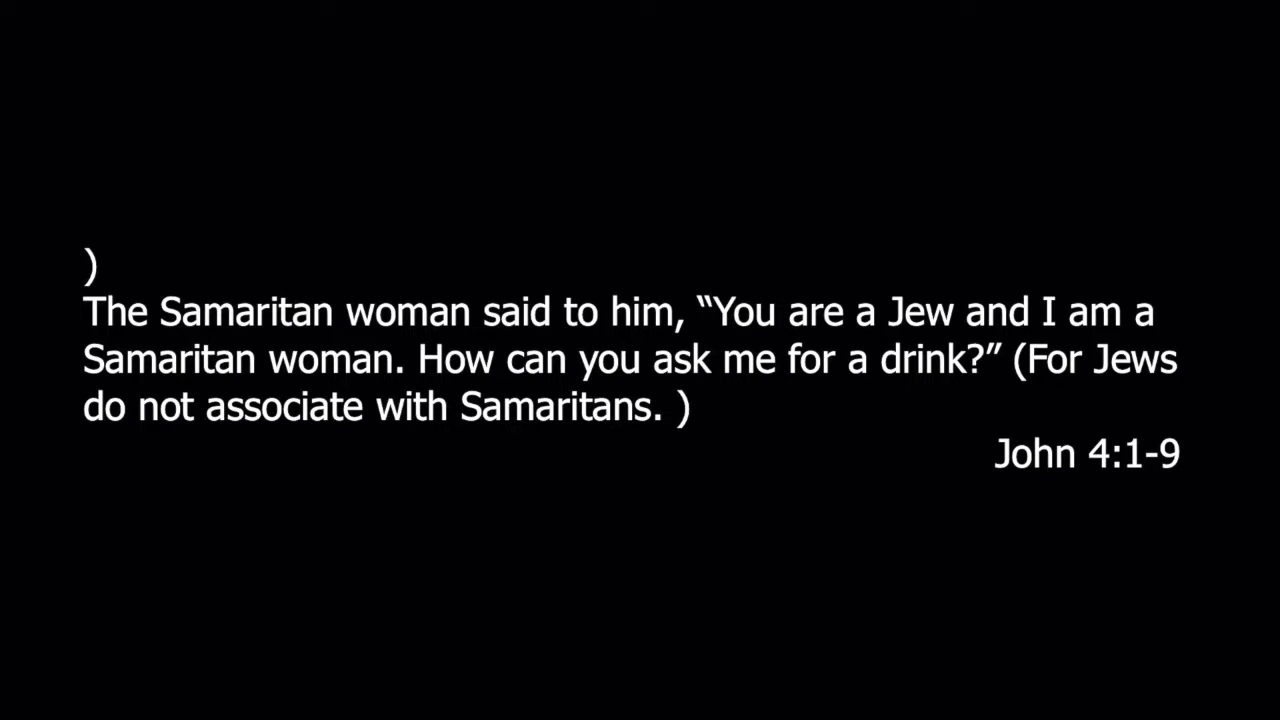 )
The Samaritan woman said to him, “You are a Jew and I am a
Samaritan woman. How can you ask me for a drink?” (For Jews
do not associate with Samaritans. )
John 4:1-9